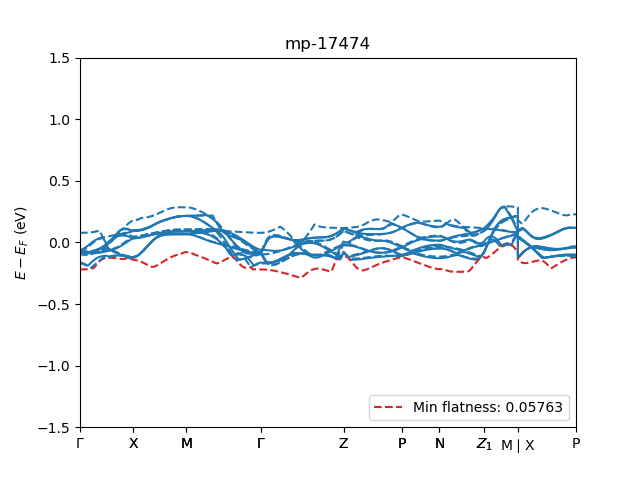 mp-17474
E − E_F (eV)
1.5
1.0
0.5
0.0
−0.5
−1.0
−1.5
Min flatness: 0.05763
Γ X M Γ Z P N Z₁ M | X P